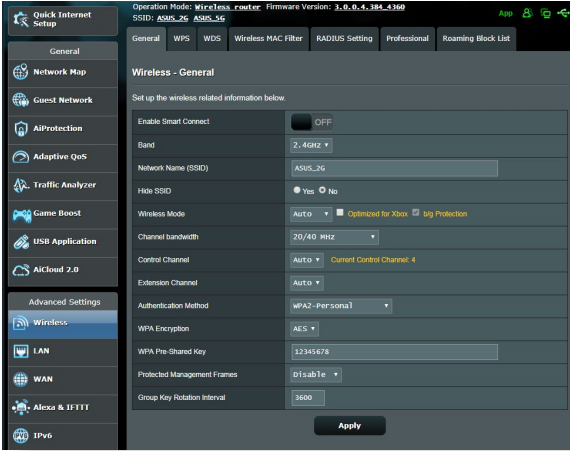 Quick Internet
Setup
Operation Mode: Wireless router Firmware Version: 3.0.0.4.384_4360
SSID: ASUS_2G ASUS_5G
App
General
WPS
WDS
Wireless MAC Filter
RADIUS Setting
Professional
Roaming Block List
General
Network Map
Guest Network
AiProtection
Adaptive QoS
Traffic Analyzer
Game Boost
USB Application
AiCloud 2.0
Advanced Settings
Wireless
LAN
WAN
Alexa & IFTTT
IPv6
Wireless - General
Set up the wireless related information below.
Enable Smart Connect OFF
Band 2.4GHz
Network Name (SSID) ASUS_2G
Hide SSID Yes No
Wireless Mode Auto Optimized for Xbox b/g Protection
Channel bandwidth 20/40 MHz
Control Channel Auto Current Control Channel: 4
Extension Channel Auto
Authentication Method WPA2-Personal
WPA Encryption AES
WPA Pre-Shared Key 12345678
Protected Management Frames Disable
Group Key Rotation Interval 3600
Apply